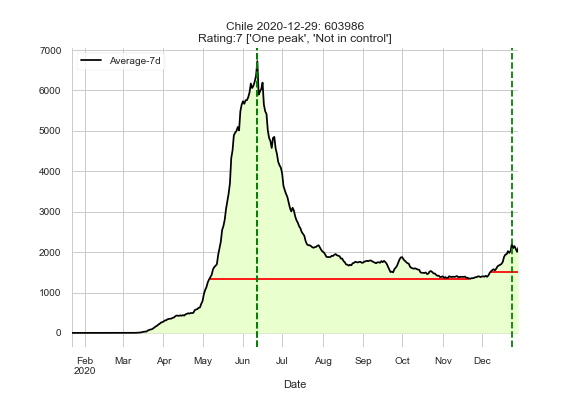 Chile 2020-12-29: 603986
Rating:7 ['One peak', 'Not in control']
Average-7d
7000
6000
5000
4000
3000
2000
1000
0
Feb Mar Apr May Jun Jul Aug Sep Oct Nov Dec
2020
Date